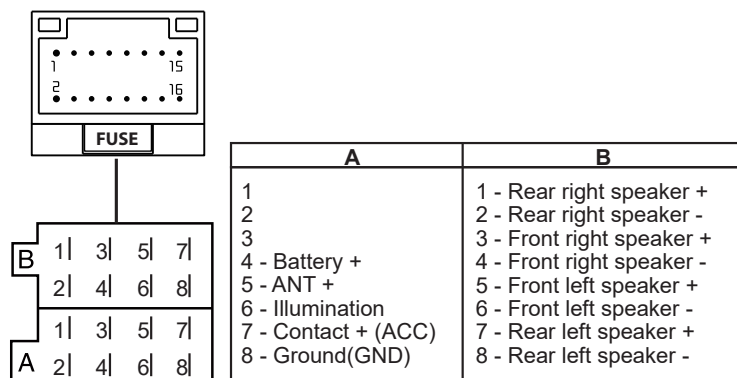 1 15
2 16
FUSE
B
1 3 5 7
2 4 6 8
A
1 3 5 7
2 4 6 8
A B
1 1 - Rear right speaker +
2 2 - Rear right speaker -
3 3 - Front right speaker +
4 - Battery + 4 - Front right speaker -
5 - ANT + 5 - Front left speaker +
6 - Illumination 6 - Front left speaker -
7 - Contact + (ACC) 7 - Rear left speaker +
8 - Ground(GND) 8 - Rear left speaker -